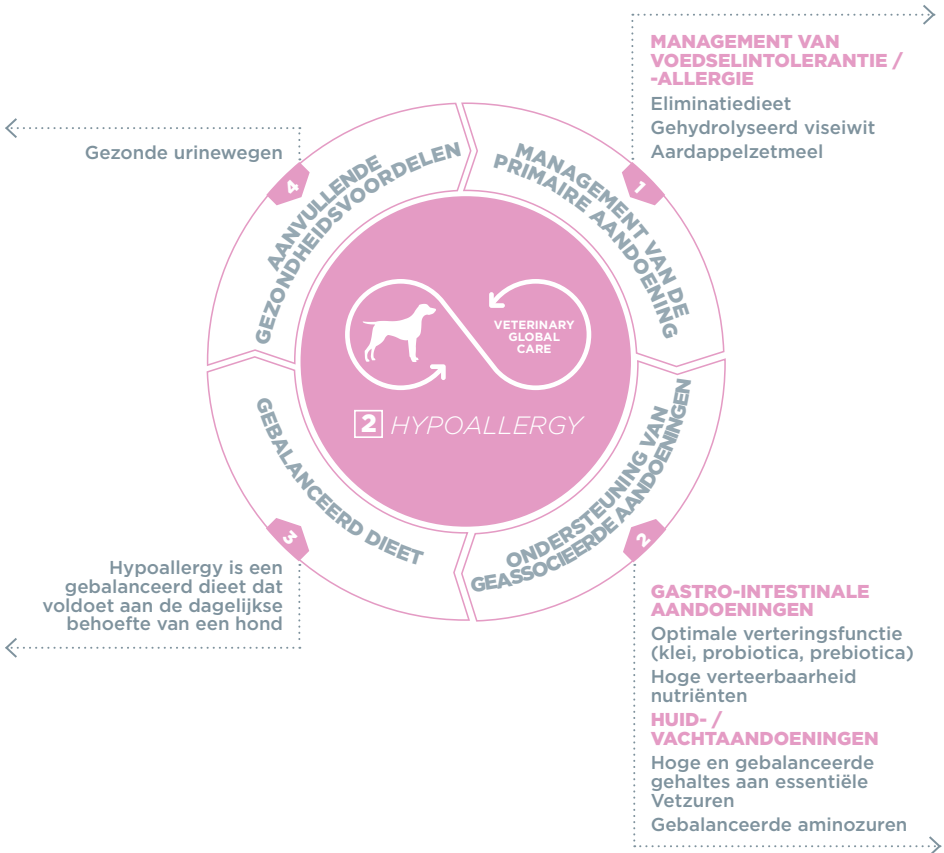 MANAGEMENT VAN
VOEDSELINTOLERANTIE /
-ALLERGIE
Eliminatiedieet
Gehydrolyseerd viseiwit
Aardappelzetmeel
Gezonde urinewegen
4
AANVULLENDE
GEZONDHEIDSVOORDELEN
1
MANAGEMENT VAN DE
PRIMAIRE AANDOENING
VETERINARY
GLOBAL
CARE
2 HYPOALLERGY
GEBALANCEERD DIEET
3
ONDERSTEUNING VAN
GEASSOCIEERDE AANDOENINGEN
2
Hypoallergy is een
gebalanceerd dieet dat
voldoet aan de dagelijkse
behoefte van een hond
GASTRO-INTESTINALE
AANDOENINGEN
Optimale verteringsfunctie
(klei, probiotica, prebiotica)
Hoge verteerbaarheid
nutriënten
HUID- /
VACHTAANDOENINGEN
Hoge en gebalanceerde
gehaltes aan essentiële
Vetzuren
Gebalanceerde aminozuren